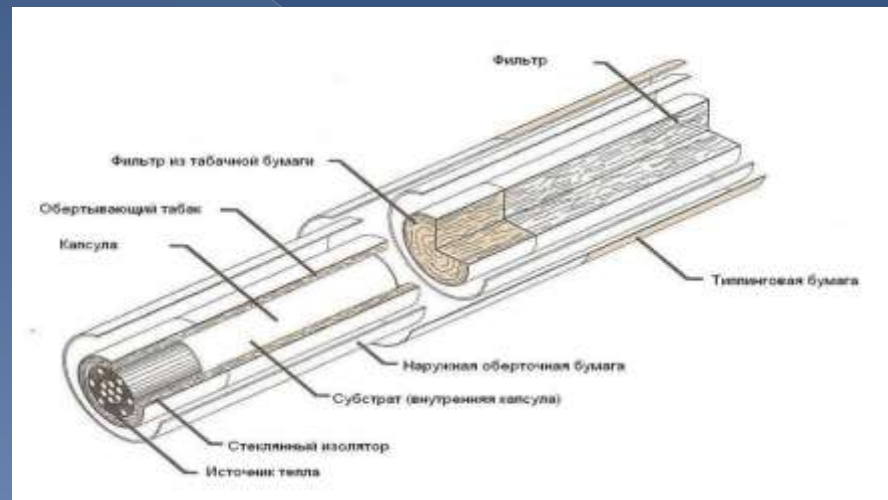 Фильтр
Фильтр из табачной бумаги
Обертывающий табак
Капсула
Типпинговая бумага
Наружная оберточная бумага
Субстрат (внутренняя капсула)
Стеклянный изолятор
Источник тепла